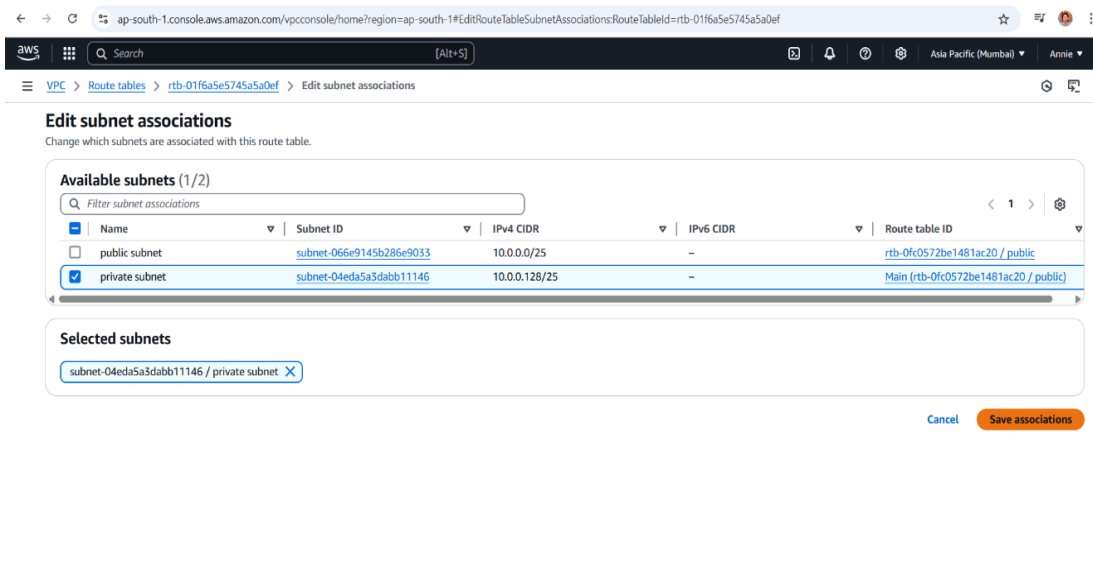 ap-south-1.console.aws.amazon.com/vpcconsole/home?region=ap-south-1#EditRouteTableSubnetAssociations:RouteTableId=rtb-01f6a5e5745a5a0ef
aws Search [Alt+S] Asia Pacific (Mumbai) Annie
VPC > Route tables > rtb-01f6a5e5745a5a0ef > Edit subnet associations
Edit subnet associations
Change which subnets are associated with this route table.
Available subnets (1/2)
Filter subnet associations
1
Name Subnet ID IPv4 CIDR IPv6 CIDR Route table ID
public subnet subnet-066e9145b286e9033 10.0.0.0/25 – rtb-0fc0572be1481ac20 / public
private subnet subnet-04eda5a3dabb11146 10.0.0.128/25 – Main (rtb-0fc0572be1481ac20 / public)
Selected subnets
subnet-04eda5a3dabb11146 / private subnet
Cancel Save associations